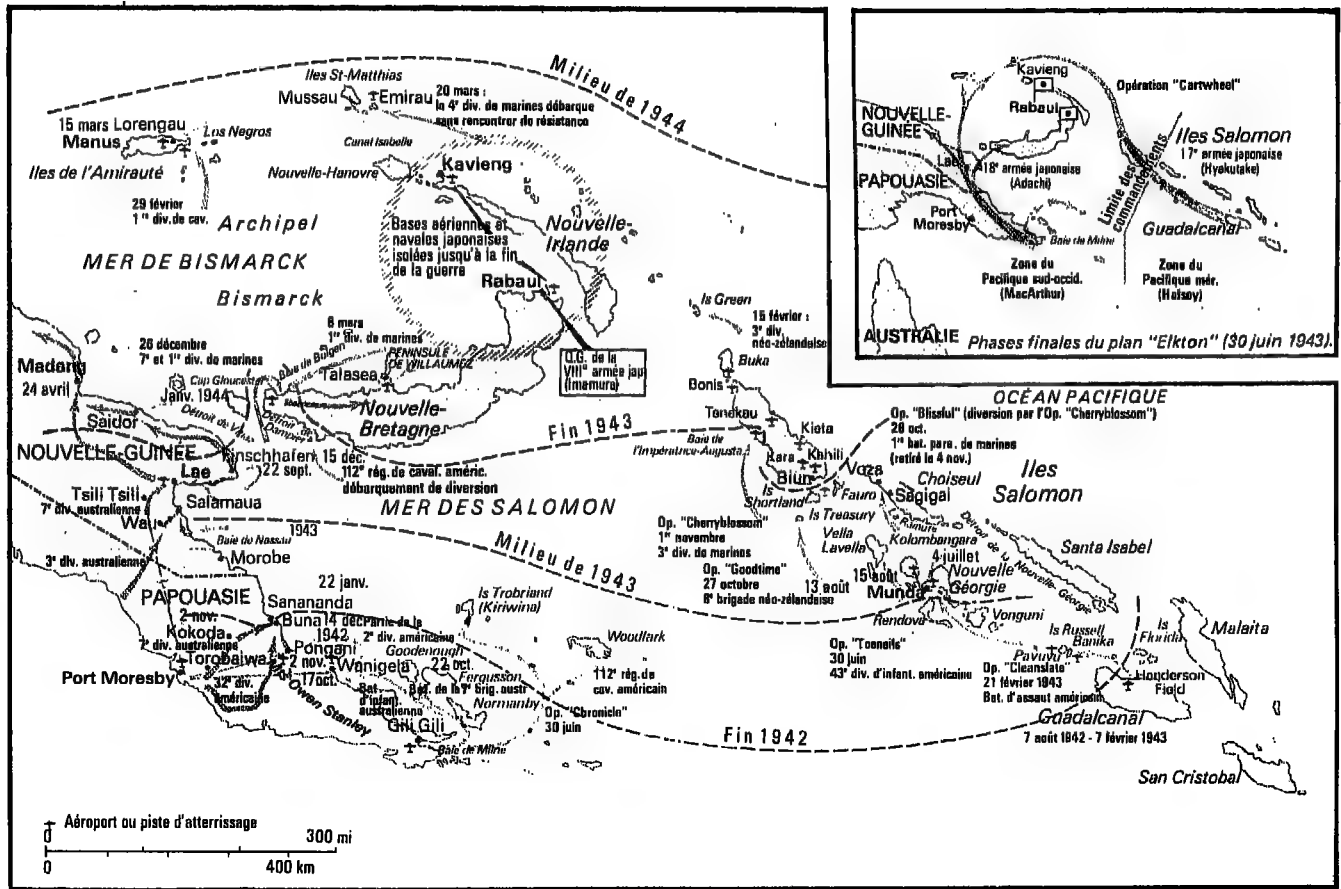 Milieu de 1944
Iles St-Matthias
Mussau
Emirau
20 mars :
la 4e div. de marines débarque
sans rencontrer de résistance
15 mars Lorengau
Manus
Los Negros
Iles de l'Amirauté
29 février
1re div. de cav.
Canal Isabelle
Nouvelle-Hanovre
Kavieng
Archipel
Bismarck
MER DE BISMARCK
Bases aériennes et
navales japonaises
isolées jusqu'à la fin
de la guerre
Nouvelle-
Irlande
Rabaul
Q.G. de la
VIIIe armée jap
(Imamura)
6 mars
1re div. de marines
PÉNINSULE
DE WILLAUMEZ
Talasea
26 décembre
7e et 1re div. de marines
Cap Gloucester
Janv. 1944
Détroit de
Détroit de
Dampier
Nouvelle-
Bretagne
Madang
24 avril
Saidor
NOUVELLE-GUINÉE
Finschhafen
22 sept.
15 déc.
112e rég. de caval. améric.
débarquement de diversion
Fin 1943
Lae
Salamaua
Tsili Tsili
7e div. australienne
Wau
3e div. australienne
1943
Baie de Nassau
Morobe
MER DES SALOMON
Milieu de 1943
PAPOUASIE
22 janv.
Sanananda
Buna
14 déc.
Partie de la
2e div. américaine
2 nov.
Kokoda
7e div. australienne
Port Moresby
32e div.
américaine
1942
Pongani
2 nov.
17 oct.
Wanigela
Owen Stanley
Bat.
d'infant.
australienne
Goodenough
22 oct.
Fergusson
Normanby
Gili Gili
Baie de Milne
Is Trobriand
(Kiriwina)
Woodlark
112e rég. de
cav. américain
Op. "Chronicle"
30 juin
Fin 1942
Is Green
15 février :
3e div.
néo-zélandaise
Buka
Bonis
Tenekau
Kieta
Baie de
l'Impératrice-Augusta
Kara
Kahili
Buin
Is
Shortland
Fauro
Is Treasury
Op. "Cherryblossom"
1er novembre
3e div. de marines
Op. "Goodtime"
27 octobre
8e brigade néo-zélandaise
OCÉAN PACIFIQUE
Op. "Blissful" (diversion par l'Op. "Cherryblossom")
28 oct.
1er bat. para. de marines
(retiré le 4 nov.)
Voza
Choiseul
Sagigai
Iles
Salomon
Vella
Lavella
Kolombangara
13 août
15 août
4 juillet
Nouvelle
Géorgie
Munda
Rendova
Vonguni
Détroit de la Nouvelle Géorgie
Santa Isabel
Op. "Toenails"
30 juin
43e div. d'infant. américaine
Is Russell
Banika
Pavuvu
Op. "Cleanslate"
21 février 1943
Bat. d'assaut américain
Is
Florida
Malaita
Henderson
Field
Guadalcanal
7 août 1942 - 7 février 1943
San Cristobal
Aéroport ou piste d'atterrissage
0
300 mi
0
400 km
Kavieng
Rabaul
Opération "Cartwheel"
NOUVELLE-
GUINÉE
Lae
18e armée japonaise
(Adachi)
PAPOUASIE
Port
Moresby
Baie de Milne
Limite des
commandements
Iles Salomon
17e armée japonaise
(Hyakutake)
Guadalcanal
Zone du
Pacifique sud-occid.
(MacArthur)
Zone du
Pacifique mér.
(Halsey)
AUSTRALIE
Phases finales du plan "Elkton" (30 juin 1943).